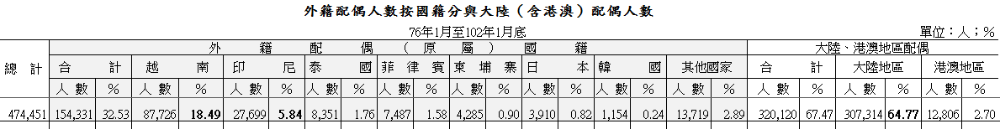 外籍配偶人數按國籍分與大陸（含港澳）配偶人數
76年1月至102年1月底 單位：人；%
總計 外籍配偶（原屬）國籍 大陸、港澳地區配偶
合計 越南 印尼 泰國 菲律賓 柬埔寨 日本 韓國 其他國家 合計 大陸地區 港澳地區
人數 % 人數 % 人數 % 人數 % 人數 % 人數 % 人數 % 人數 % 人數 % 人數 % 人數 % 人數 %
474,451 154,331 32.53 87,726 18.49 27,699 5.84 8,351 1.76 7,487 1.58 4,285 0.90 3,910 0.82 1,154 0.24 13,719 2.89 320,120 67.47 307,314 64.77 12,806 2.70